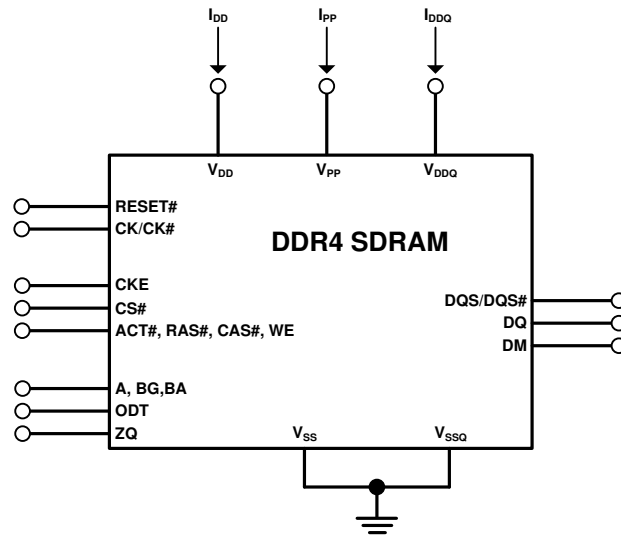 IDD IPP IDDQ
VDD VPP VDDQ
RESET#
CK/CK#
DDR4 SDRAM
CKE
CS#
ACT#, RAS#, CAS#, WE
DQS/DQS#
DQ
DM
A, BG,BA
ODT
ZQ
VSS VSSQ